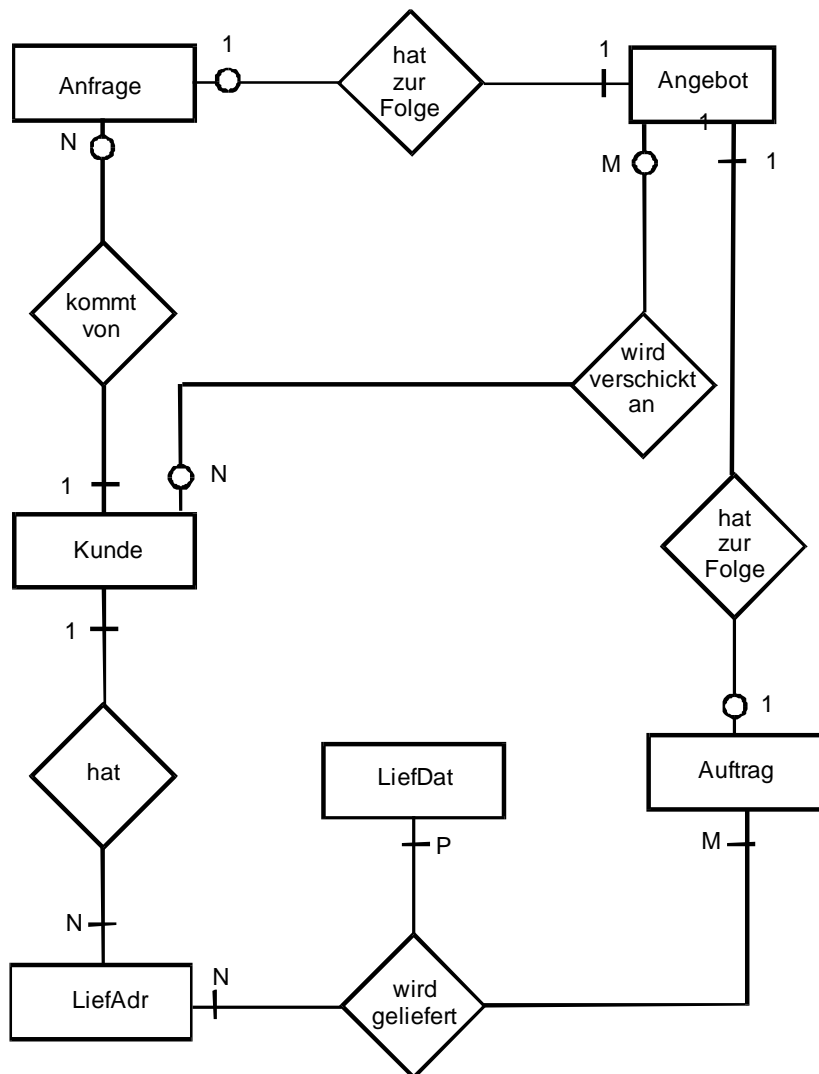 1
hat
zur
Folge
1
Anfrage
Angebot
N
M
1
1
kommt
von
wird
verschickt
an
1
N
Kunde
hat
zur
Folge
1
hat
1
LiefDat
Auftrag
P
M
N
N
LiefAdr
wird
geliefert